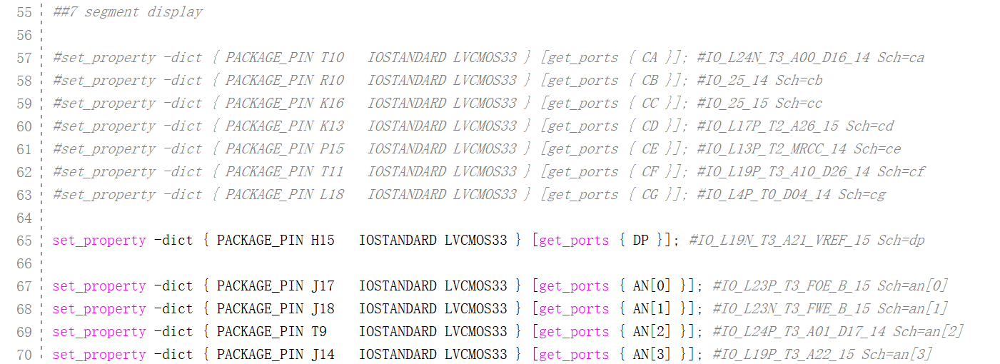 55 ##7 segment display
56
57 #set_property -dict { PACKAGE_PIN T10   IOSTANDARD LVCMOS33 } [get_ports { CA }]; #IO_L24N_T3_A00_D16_14 Sch=ca
58 #set_property -dict { PACKAGE_PIN R10   IOSTANDARD LVCMOS33 } [get_ports { CB }]; #IO_25_14 Sch=cb
59 #set_property -dict { PACKAGE_PIN K16   IOSTANDARD LVCMOS33 } [get_ports { CC }]; #IO_25_15 Sch=cc
60 #set_property -dict { PACKAGE_PIN K13   IOSTANDARD LVCMOS33 } [get_ports { CD }]; #IO_L17P_T2_A26_15 Sch=cd
61 #set_property -dict { PACKAGE_PIN P15   IOSTANDARD LVCMOS33 } [get_ports { CE }]; #IO_L13P_T2_MRCC_14 Sch=ce
62 #set_property -dict { PACKAGE_PIN T11   IOSTANDARD LVCMOS33 } [get_ports { CF }]; #IO_L19P_T3_A10_D26_14 Sch=cf
63 #set_property -dict { PACKAGE_PIN L18   IOSTANDARD LVCMOS33 } [get_ports { CG }]; #IO_L4P_T0_D04_14 Sch=cg
64
65 set_property -dict { PACKAGE_PIN H15   IOSTANDARD LVCMOS33 } [get_ports { DP }]; #IO_L19N_T3_A21_VREF_15 Sch=dp
66
67 set_property -dict { PACKAGE_PIN J17   IOSTANDARD LVCMOS33 } [get_ports { AN[0] }]; #IO_L23P_T3_FOE_B_15 Sch=an[0]
68 set_property -dict { PACKAGE_PIN J18   IOSTANDARD LVCMOS33 } [get_ports { AN[1] }]; #IO_L23N_T3_FWE_B_15 Sch=an[1]
69 set_property -dict { PACKAGE_PIN T9    IOSTANDARD LVCMOS33 } [get_ports { AN[2] }]; #IO_L24P_T3_A01_D17_14 Sch=an[2]
70 set_property -dict { PACKAGE_PIN J14   IOSTANDARD LVCMOS33 } [get_ports { AN[3] }]; #IO_L19P_T3_A22_15 Sch=an[3]